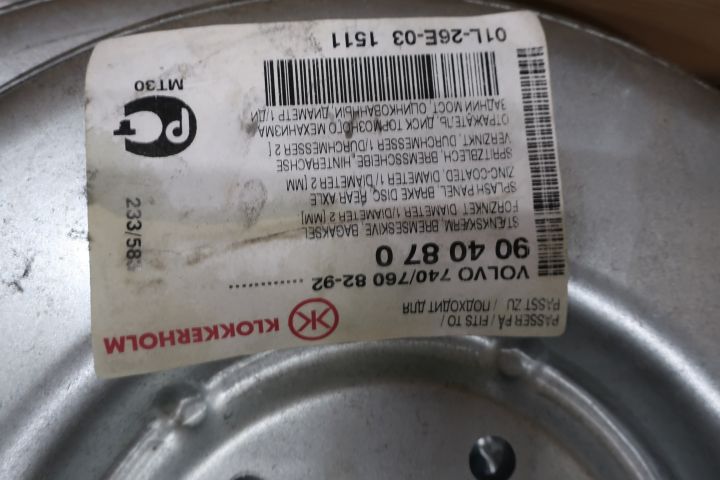 KLOKKERHOLM
PASSER PÅ / FITS TO /
PASST ZU / ПОДХОДИТ ДЛЯ
VOLVO 740/760 82-92 ..............
90 40 87 0
STÆNKSKÆRM, BREMSESKIVE, BAGAKSEL
FORZINKET, DIAMETER 1/DIAMETER 2 [MM]
SPLASH PANEL, BRAKE DISC, REAR AXLE
ZINC-COATED, DIAMETER 1/DIAMETER 2 [MM
SPRITZBLECH, BREMSSCHEIBE, HINTERACHSE
VERZINKT, DURCHMESSER 1/DURCHMESSER 2 [
ОТРАЖАТЕЛЬ, ДИСК ТОРМОЗНОГО МЕХАНИЗМА
ЗАДНИЙ МОСТ, ОЦИНКОВАННЫЙ, ДИАМЕТР 1/ДИ
233/58
PCT
MT30
01L-26E-03 1511